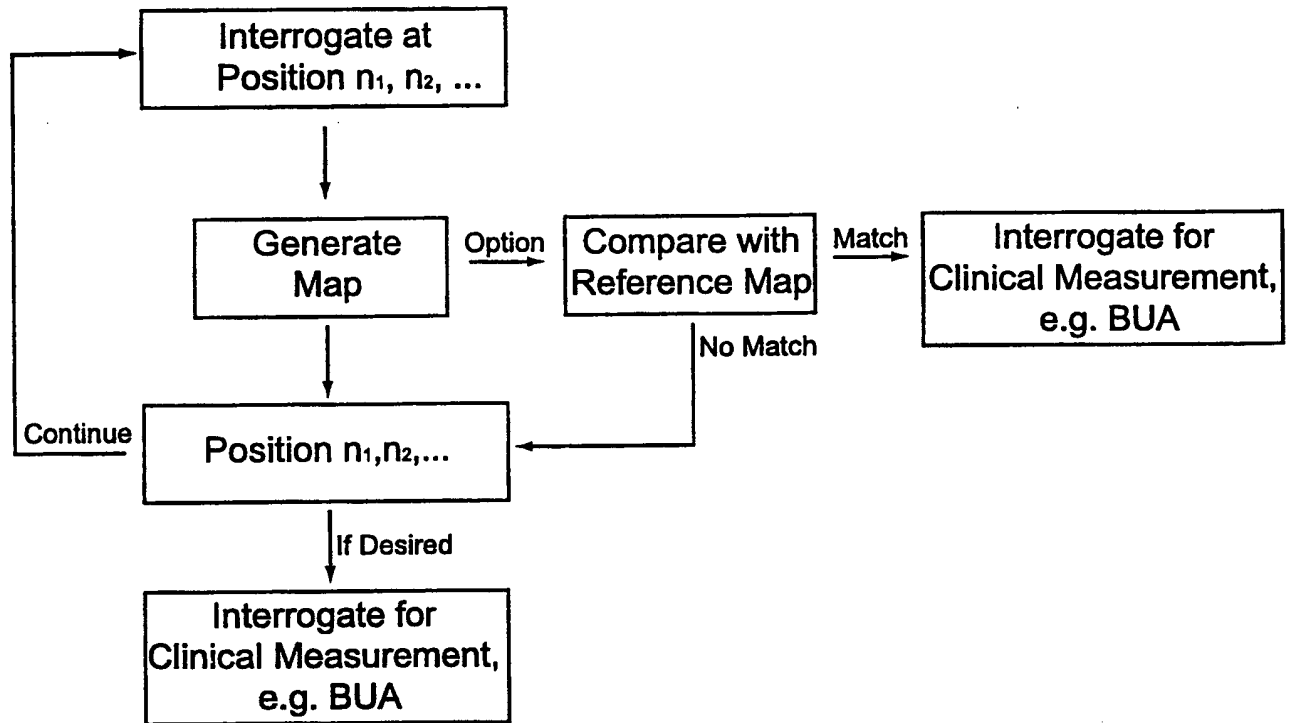 Interrogate at
Position n₁, n₂, ...
Generate
Map
Option
Compare with
Reference Map
Match
Interrogate for
Clinical Measurement,
e.g. BUA
No Match
Continue
Position n₁,n₂,...
If Desired
Interrogate for
Clinical Measurement,
e.g. BUA